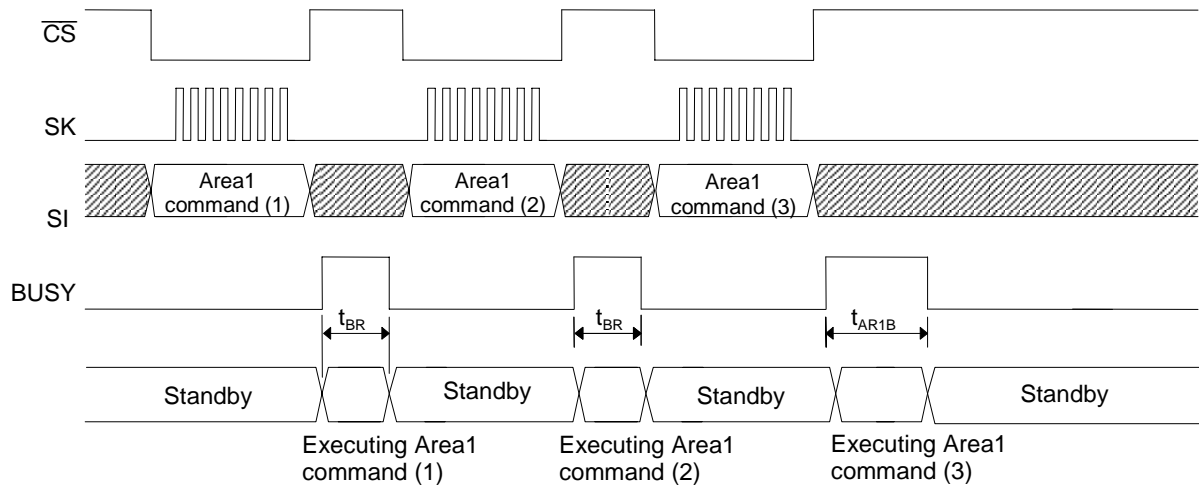 CS
SK
Area1
command (1)
Area1
command (2)
Area1
command (3)
SI
BUSY
tBR
tBR
tAR1B
Standby
Standby
Standby
Standby
Executing Area1
command (1)
Executing Area1
command (2)
Executing Area1
command (3)